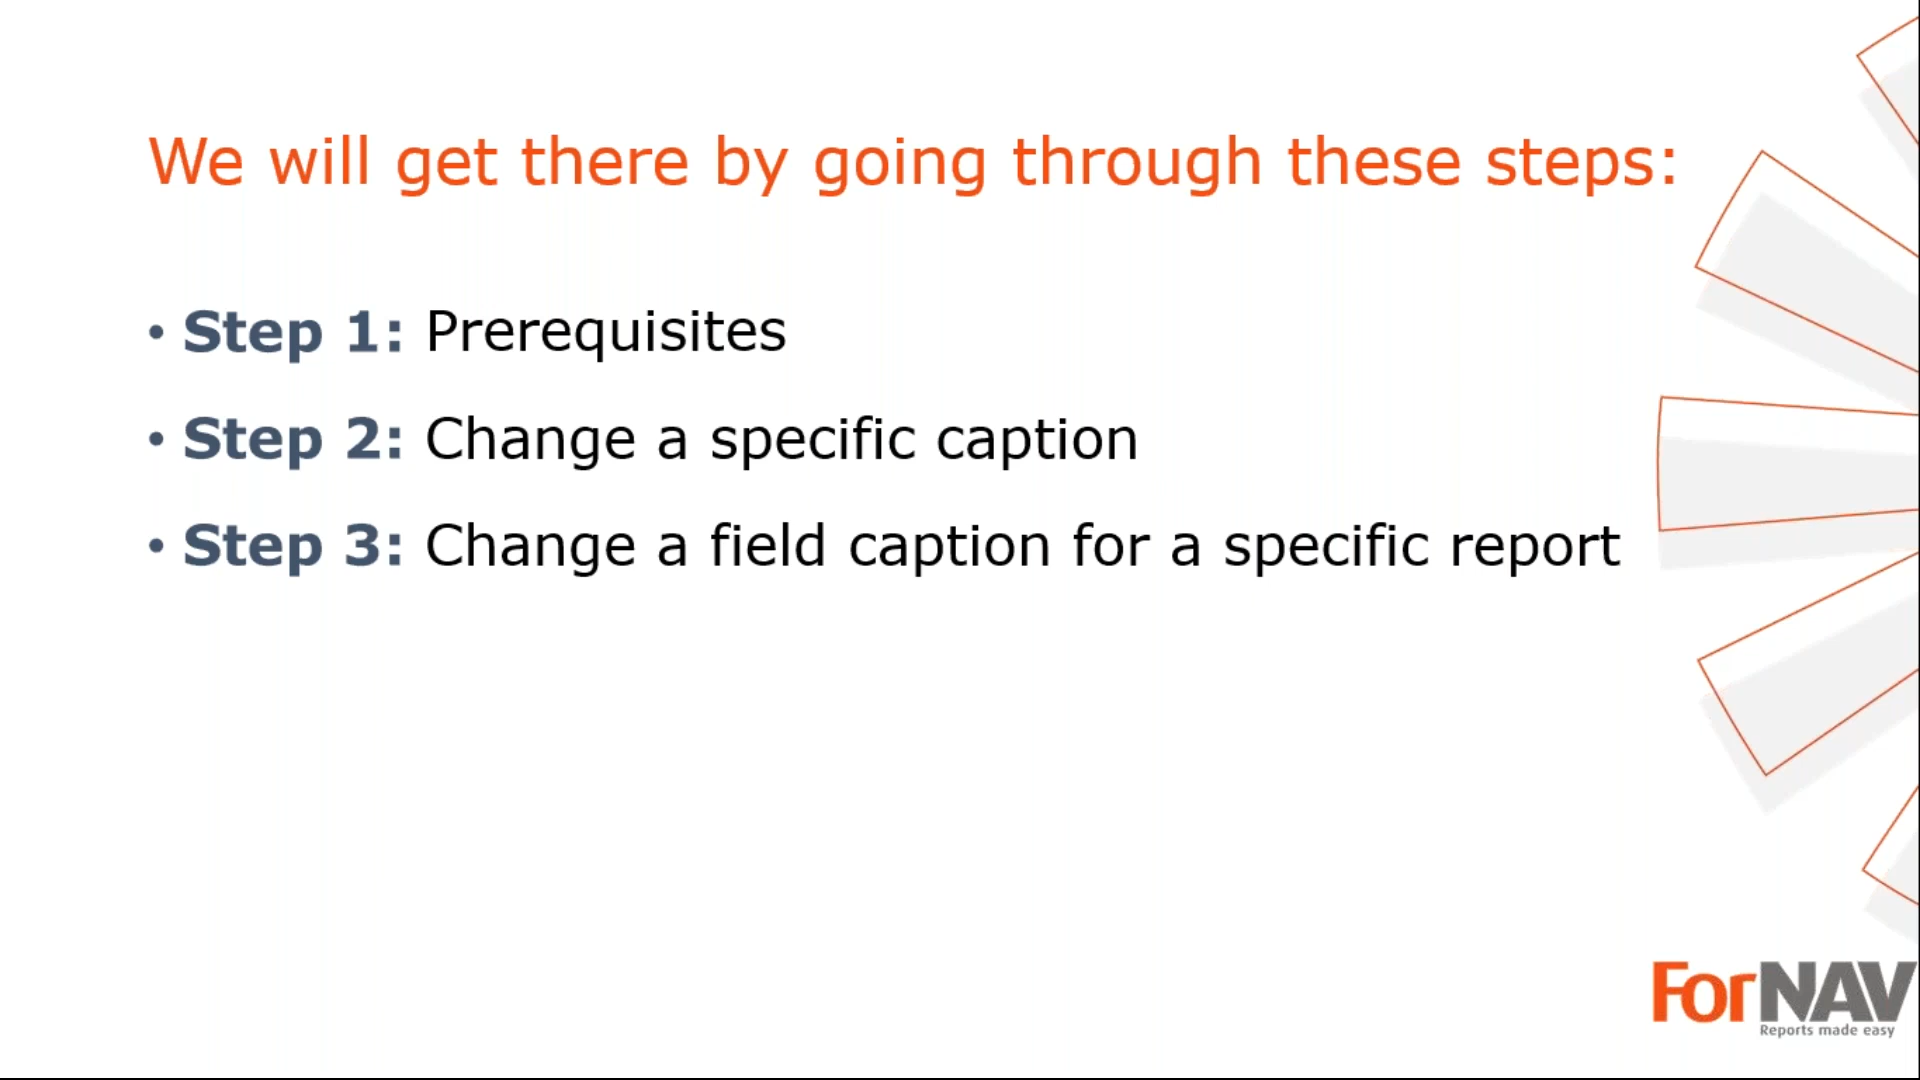 We will get there by going through these steps:
• Step 1: Prerequisites
• Step 2: Change a specific caption
• Step 3: Change a field caption for a specific report
ForNAV
Reports made easy